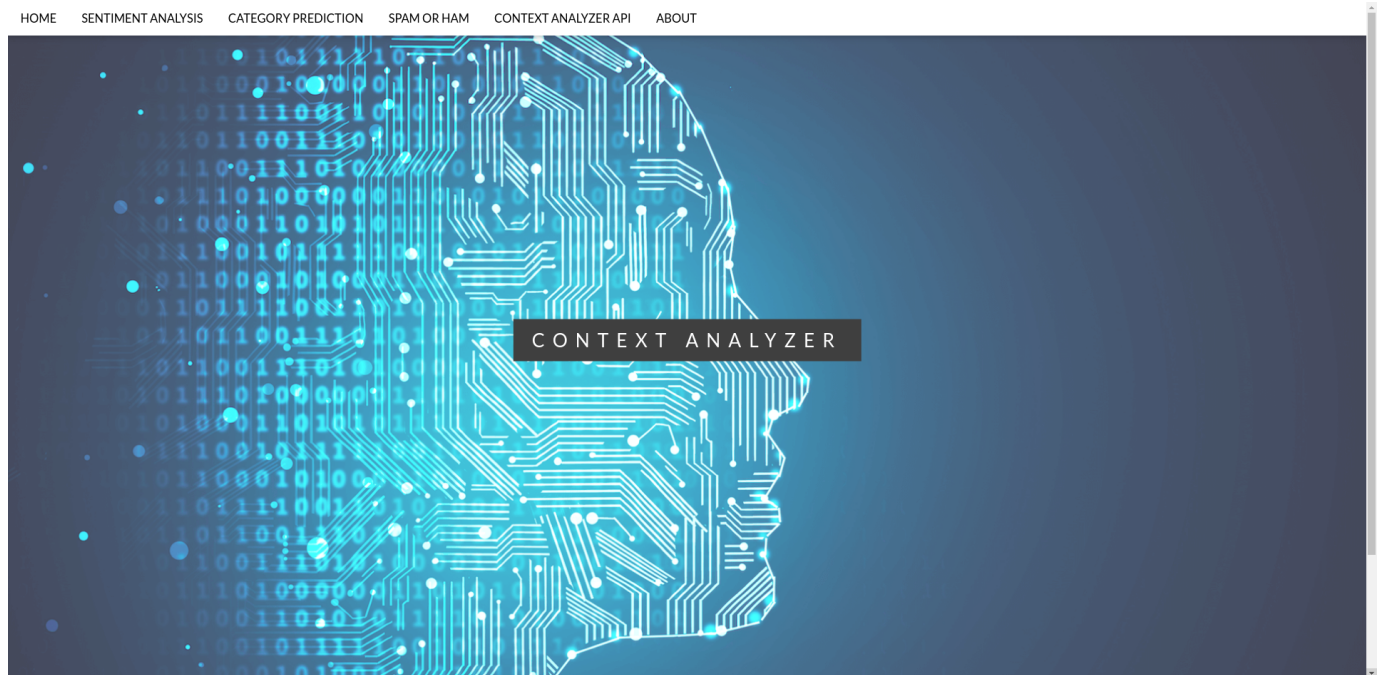 HOME SENTIMENT ANALYSIS CATEGORY PREDICTION SPAM OR HAM CONTEXT ANALYZER API ABOUT
CONTEXT ANALYZER